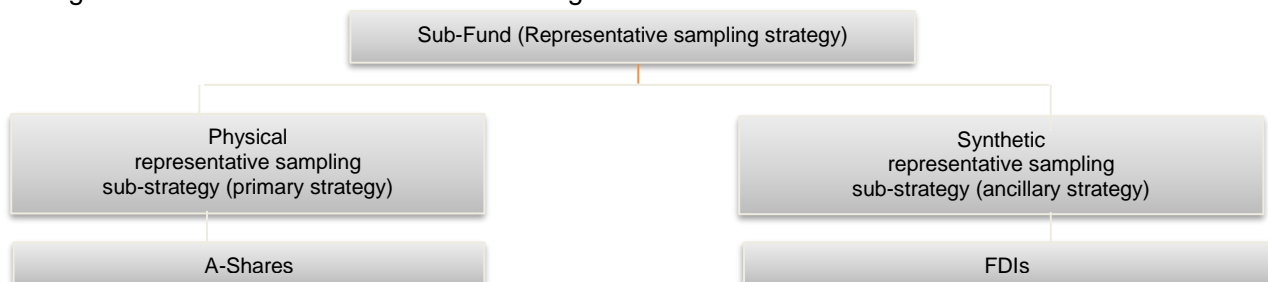 Sub-Fund (Representative sampling strategy)
Physical
representative sampling
sub-strategy (primary strategy)
Synthetic
representative sampling
sub-strategy (ancillary strategy)
A-Shares
FDIs